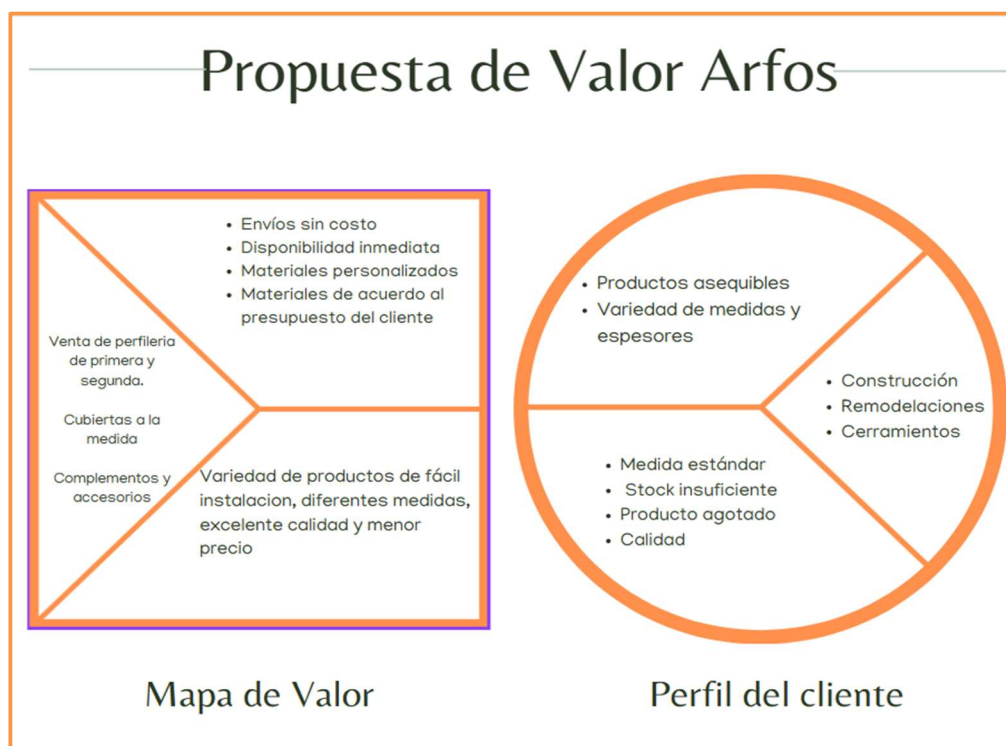 Propuesta de Valor Arfos
• Envíos sin costo
• Disponibilidad inmediata
• Materiales personalizados
• Materiales de acuerdo al
presupuesto del cliente
Venta de perfileria
de primera y
segunda.
Cubiertas a la
medida
Complementos y
accesorios
Variedad de productos de fácil
instalacion, diferentes medidas,
excelente calidad y menor
precio
• Productos asequibles
• Variedad de medidas y
espesores
• Construcción
• Remodelaciones
• Cerramientos
• Medida estándar
• Stock insuficiente
• Producto agotado
• Calidad
Mapa de Valor
Perfil del cliente